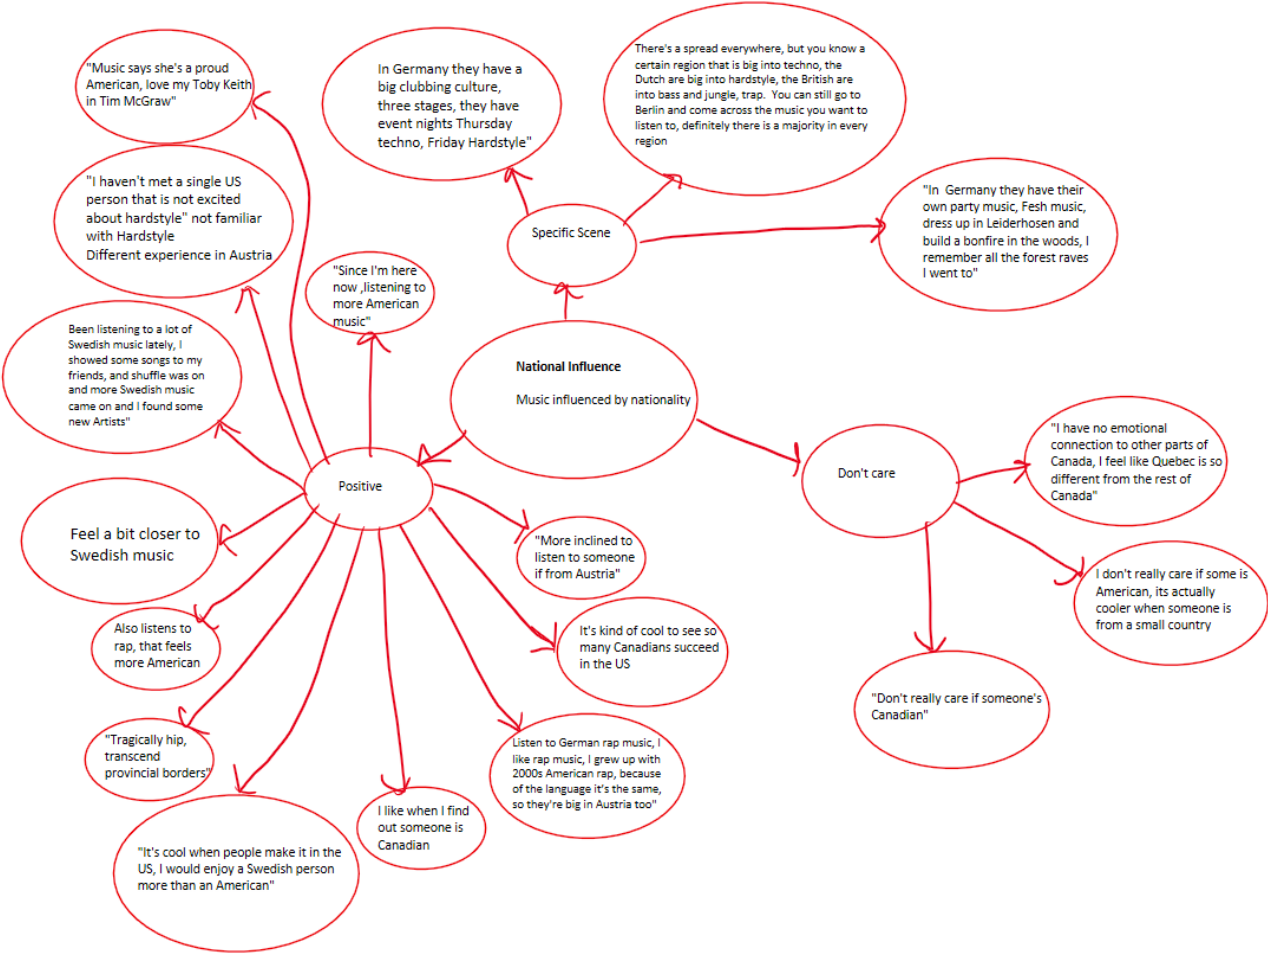 "Music says she's a proud
American, love my Toby Keith
in Tim McGraw"
In Germany they have a
big clubbing culture,
three stages, they have
event nights Thursday
techno, Friday Hardstyle"
There's a spread everywhere, but you know a
certain region that is big into techno, the
Dutch are big into hardstyle, the British are
into bass and jungle, trap.  You can still go to
Berlin and come across the music you want to
listen to, definitely there is a majority in every
region
"I haven't met a single US
person that is not excited
about hardstyle" not familiar
with Hardstyle
Different experience in Austria
"In  Germany they have their
own party music, Fesh music,
dress up in Leiderhosen and
build a bonfire in the woods, I
remember all the forest raves
I went to"
Specific Scene
"Since I'm here
now ,listening to
more American
music"
Been listening to a lot of
Swedish music lately, I
showed some songs to my
friends, and shuffle was on
and more Swedish music
came on and I found some
new Artists"
National Influence
Music influenced by nationality
Positive
Don't care
"I have no emotional
connection to other parts of
Canada, I feel like Quebec is so
different from the rest of
Canada"
Feel a bit closer to
Swedish music
"More inclined to
listen to someone
if from Austria"
I don't really care if some is
American, its actually
cooler when someone is
from a small country
Also listens to
rap, that feels
more American
It's kind of cool to see so
many Canadians succeed
in the US
"Don't really care if someone's
Canadian"
"Tragically hip,
transcend
provincial borders"
Listen to German rap music, I
like rap music, I grew up with
2000s American rap, because
of the language it's the same,
so they're big in Austria too"
I like when I find
out someone is
Canadian
"It's cool when people make it in the
US, I would enjoy a Swedish person
more than an American"